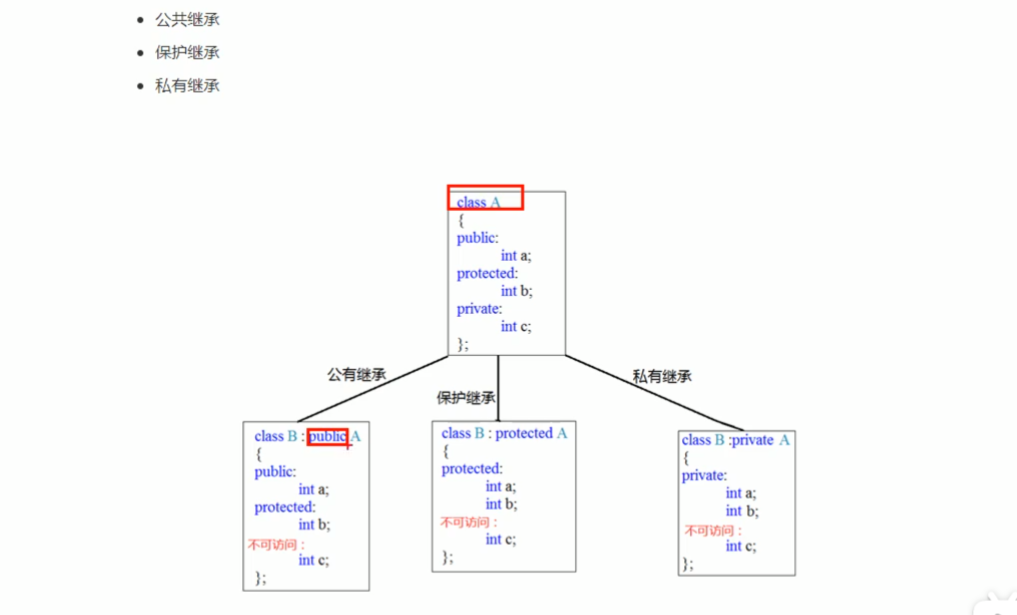 公共继承
保护继承
私有继承
class A
{
public:
int a;
protected:
int b;
private:
int c;
};
公有继承
保护继承
私有继承
class B : public A
{
public:
int a;
protected:
int b;
不可访问：
int c;
};
class B : protected A
{
protected:
int a;
int b;
不可访问：
int c;
};
class B :private A
{
private:
int a;
int b;
不可访问：
int c;
};